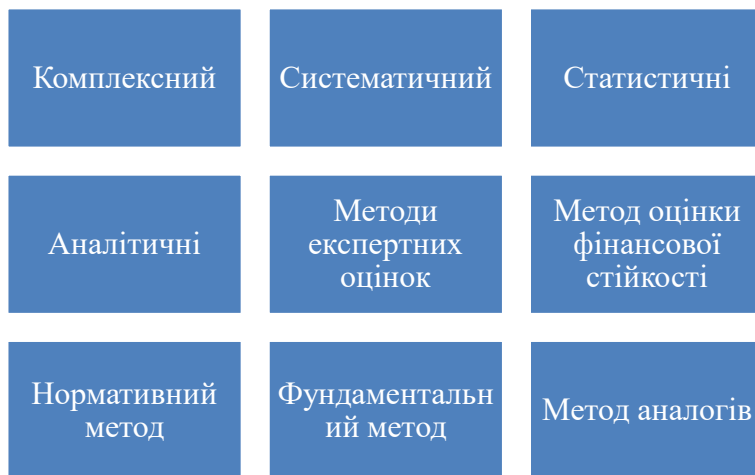 Комплексний
Систематичний
Статистичні
Аналітичні
Методи
експертних
оцінок
Метод оцінки
фінансової
стійкості
Нормативний
метод
Фундаментальн
ий метод
Метод аналогів